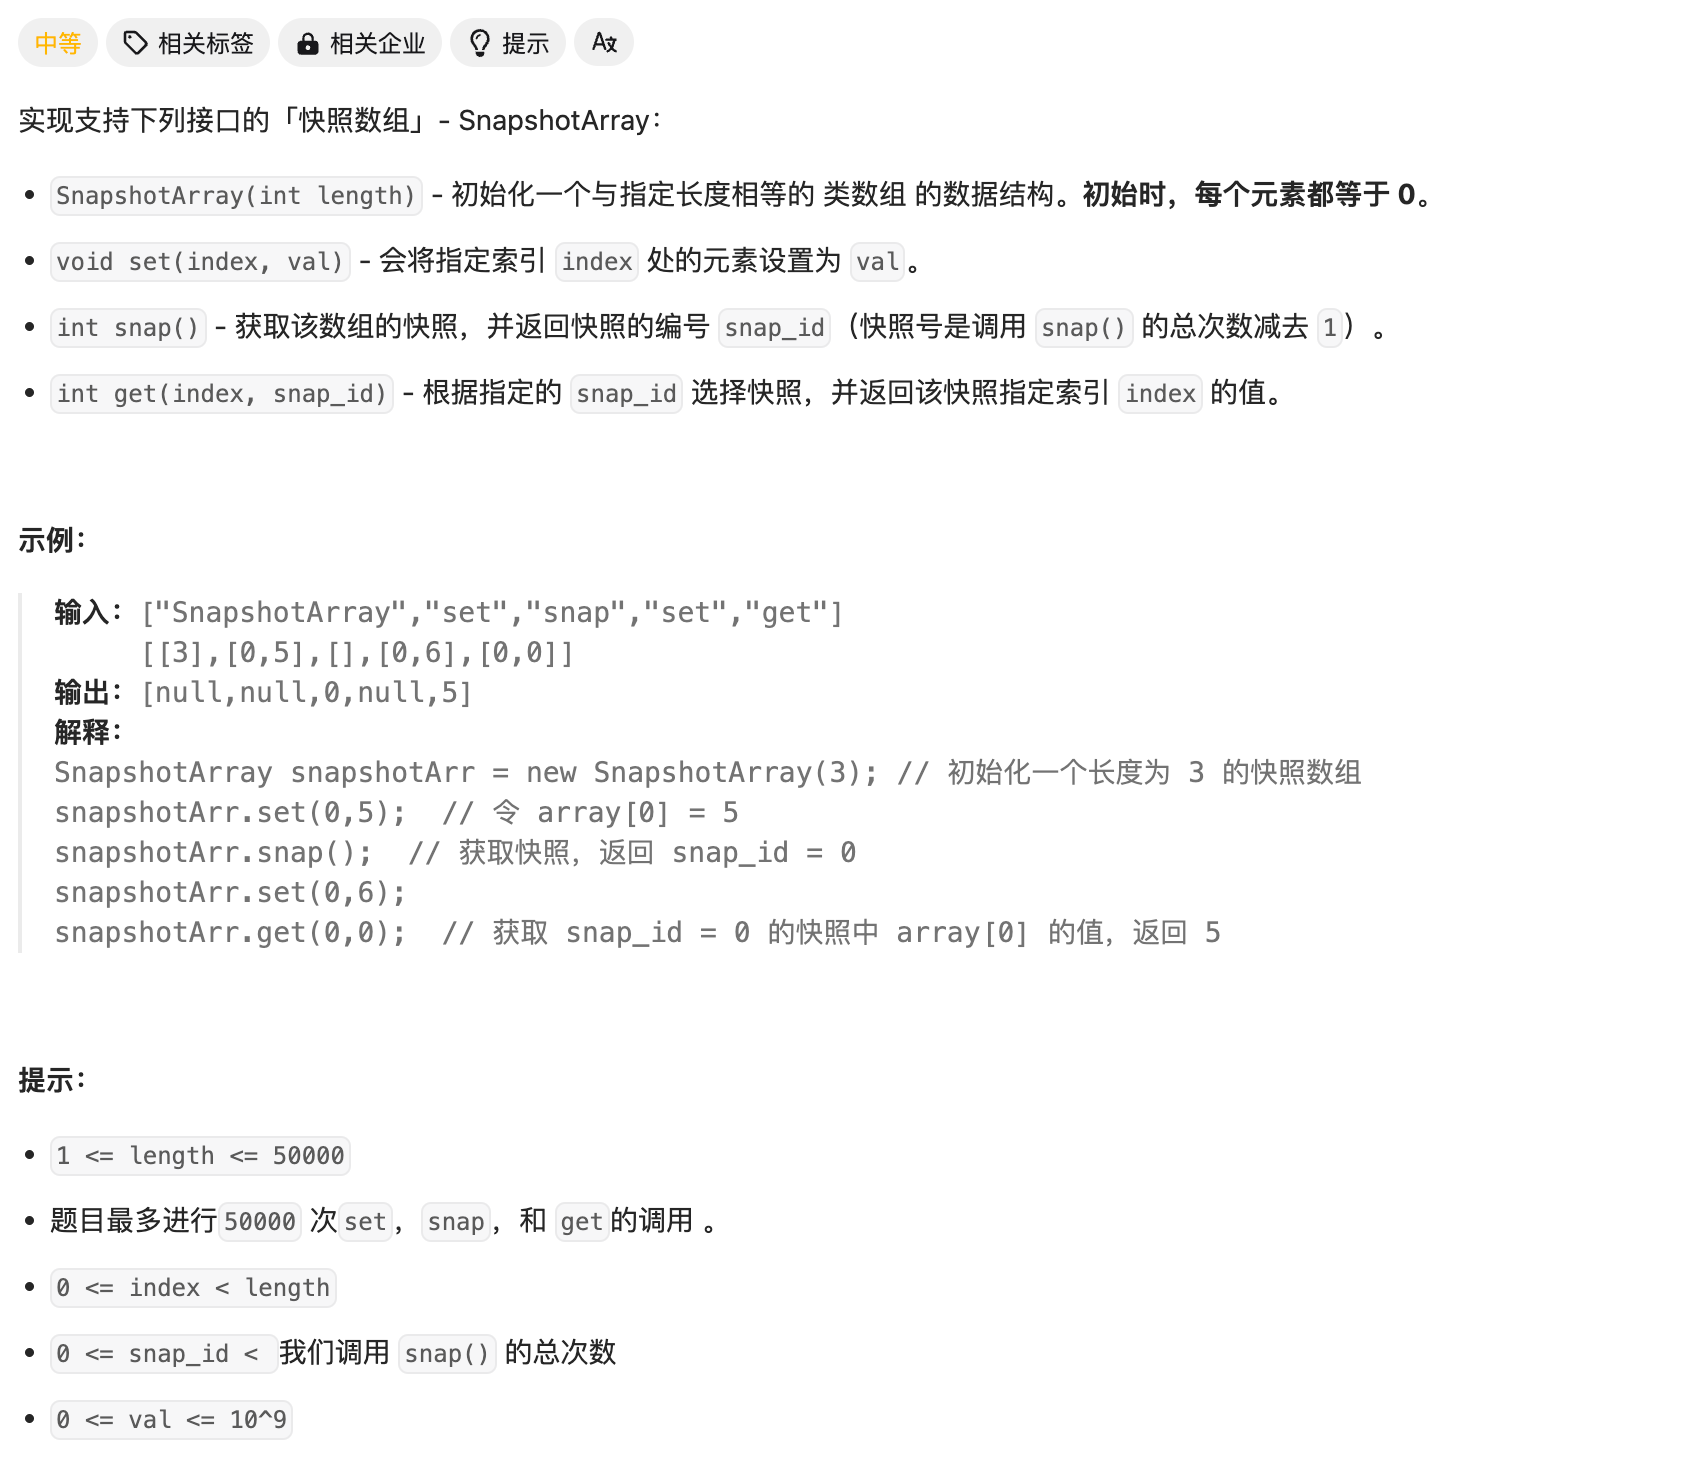 中等 相关标签 相关企业 提示
实现支持下列接口的「快照数组」- SnapshotArray：
SnapshotArray(int length) - 初始化一个与指定长度相等的 类数组 的数据结构。初始时，每个元素都等于 0。
void set(index, val) - 会将指定索引 index 处的元素设置为 val。
int snap() - 获取该数组的快照，并返回快照的编号 snap_id（快照号是调用 snap() 的总次数减去 1）。
int get(index, snap_id) - 根据指定的 snap_id 选择快照，并返回该快照指定索引 index 的值。
示例：
输入：["SnapshotArray","set","snap","set","get"]
[[3],[0,5],[],[0,6],[0,0]]
输出：[null,null,0,null,5]
解释：
SnapshotArray snapshotArr = new SnapshotArray(3); // 初始化一个长度为 3 的快照数组
snapshotArr.set(0,5);  // 令 array[0] = 5
snapshotArr.snap();  // 获取快照，返回 snap_id = 0
snapshotArr.set(0,6);
snapshotArr.get(0,0);  // 获取 snap_id = 0 的快照中 array[0] 的值，返回 5
提示：
1 <= length <= 50000
题目最多进行50000 次set，snap，和 get的调用 。
0 <= index < length
0 <= snap_id < 我们调用 snap() 的总次数
0 <= val <= 10^9